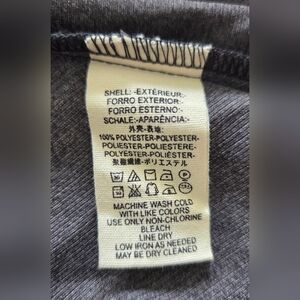 SHELL:-EXTÉRIEUR:-
FORRO EXTERIOR:
FORRO ESTERNO:-
SCHALE:-APARÊNCIA:-
外壳-表地:
100% POLYESTER-POLYESTER-
POLIESTER-POLIESTERE-
POLYESTER-POLIÉSTER-
聚酯纖維-ポリエステル
MACHINE WASH COLD
WITH LIKE COLORS
USE ONLY NON-CHLORINE
BLEACH
LINE DRY
LOW IRON AS NEEDED
MAY BE DRY CLEANED